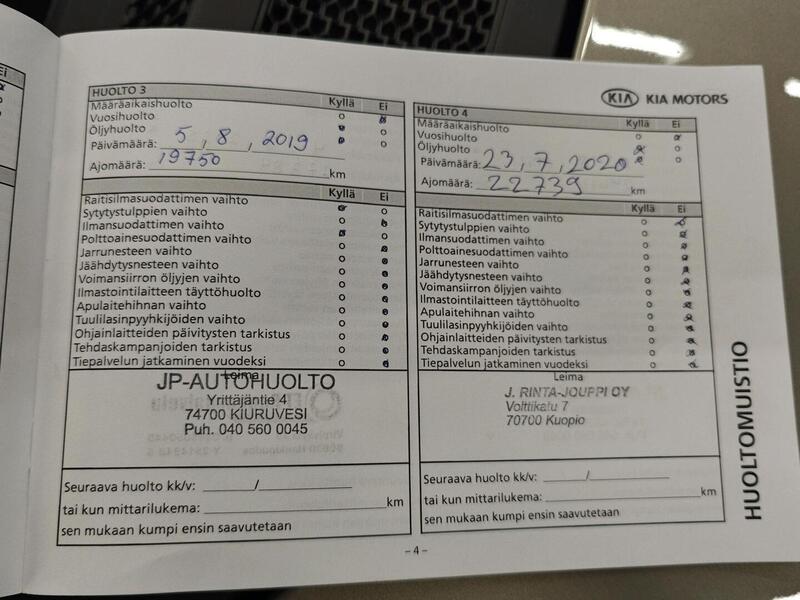 Ei
HUOLTO 3
Kyllä Ei
Määräaikaishuolto
Vuosihuolto
Öljyhuolto
Päivämäärä: 5, 8, 2019
Ajomäärä: 19750 km
Kyllä Ei
Raitisilmasuodattimen vaihto
Sytytystulppien vaihto
Ilmansuodattimen vaihto
Polttoainesuodattimen vaihto
Jarrunesteen vaihto
Jäähdytysnesteen vaihto
Voimansiirron öljyjen vaihto
Ilmastointilaitteen täyttöhuolto
Apulaitehihnan vaihto
Tuulilasinpyyhkijöiden vaihto
Ohjainlaitteiden päivitysten tarkistus
Tehdaskampanjoiden tarkistus
Tiepalvelun jatkaminen vuodeksi
Leima
JP-AUTOHUOLTO
Yrittäjäntie 4
74700 KIURUVESI
Puh. 040 560 0045
Seuraava huolto kk/v: /
tai kun mittarilukema: km
sen mukaan kumpi ensin saavutetaan
KIA KIA MOTORS
HUOLTO 4
Kyllä Ei
Määräaikaishuolto
Vuosihuolto
Öljyhuolto
Päivämäärä: 23, 7, 2020
Ajomäärä: 22739 km
Kyllä Ei
Raitisilmasuodattimen vaihto
Sytytystulppien vaihto
Ilmansuodattimen vaihto
Polttoainesuodattimen vaihto
Jarrunesteen vaihto
Jäähdytysnesteen vaihto
Voimansiirron öljyjen vaihto
Ilmastointilaitteen täyttöhuolto
Apulaitehihnan vaihto
Tuulilasinpyyhkijöiden vaihto
Ohjainlaitteiden päivitysten tarkistus
Tehdaskampanjoiden tarkistus
Tiepalvelun jatkaminen vuodeksi
Leima
J. RINTA-JOUPPI OY
Volttikatu 7
70700 Kuopio
Seuraava huolto kk/v: /
tai kun mittarilukema: km
sen mukaan kumpi ensin saavutetaan
HUOLTOMUISTIO
- 4 -